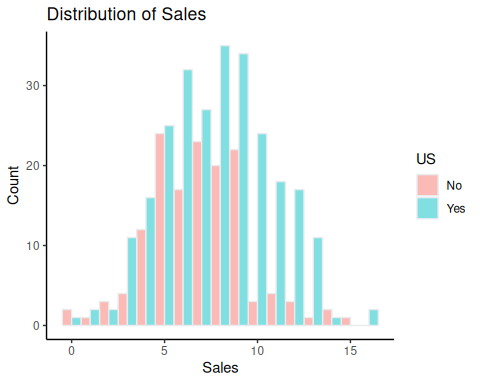 Distribution of Sales
30
20
10
0
Count
0 5 10 15
Sales
US
No
Yes